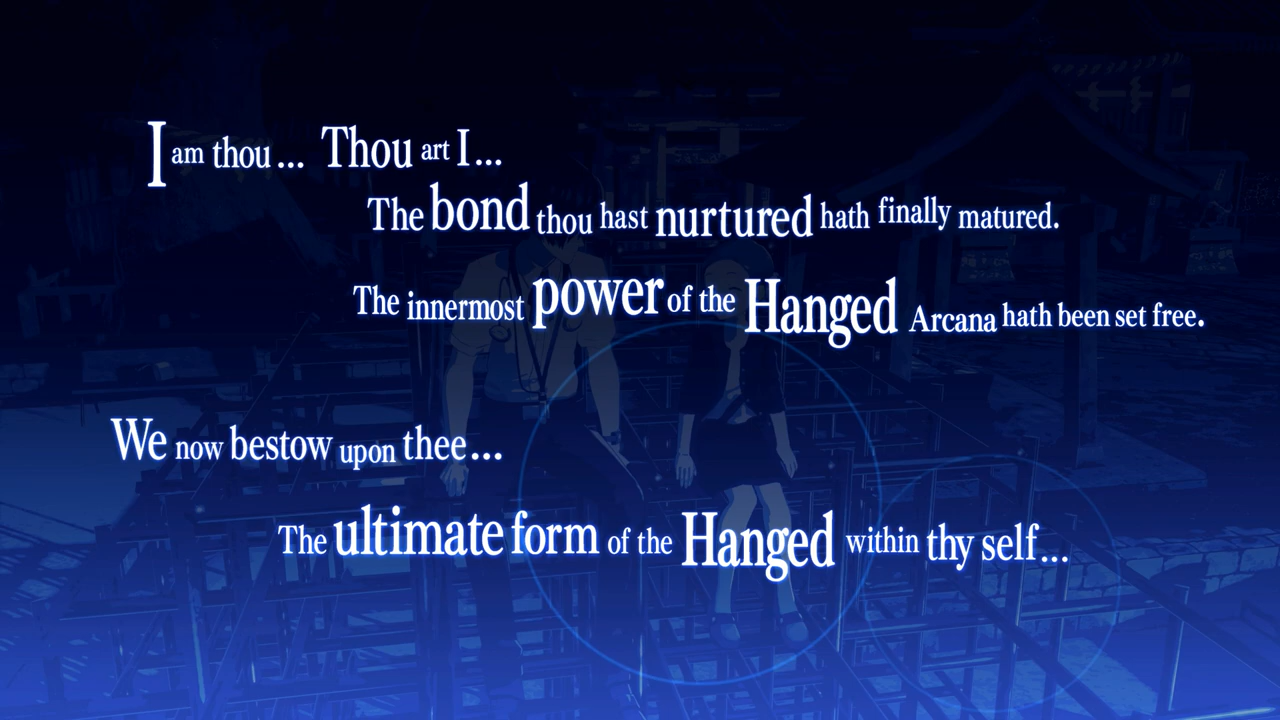 I am thou... Thou art I...
The bond thou hast nurtured hath finally matured.
The innermost power of the Hanged Arcana hath been set free.
We now bestow upon thee...
The ultimate form of the Hanged within thy self...